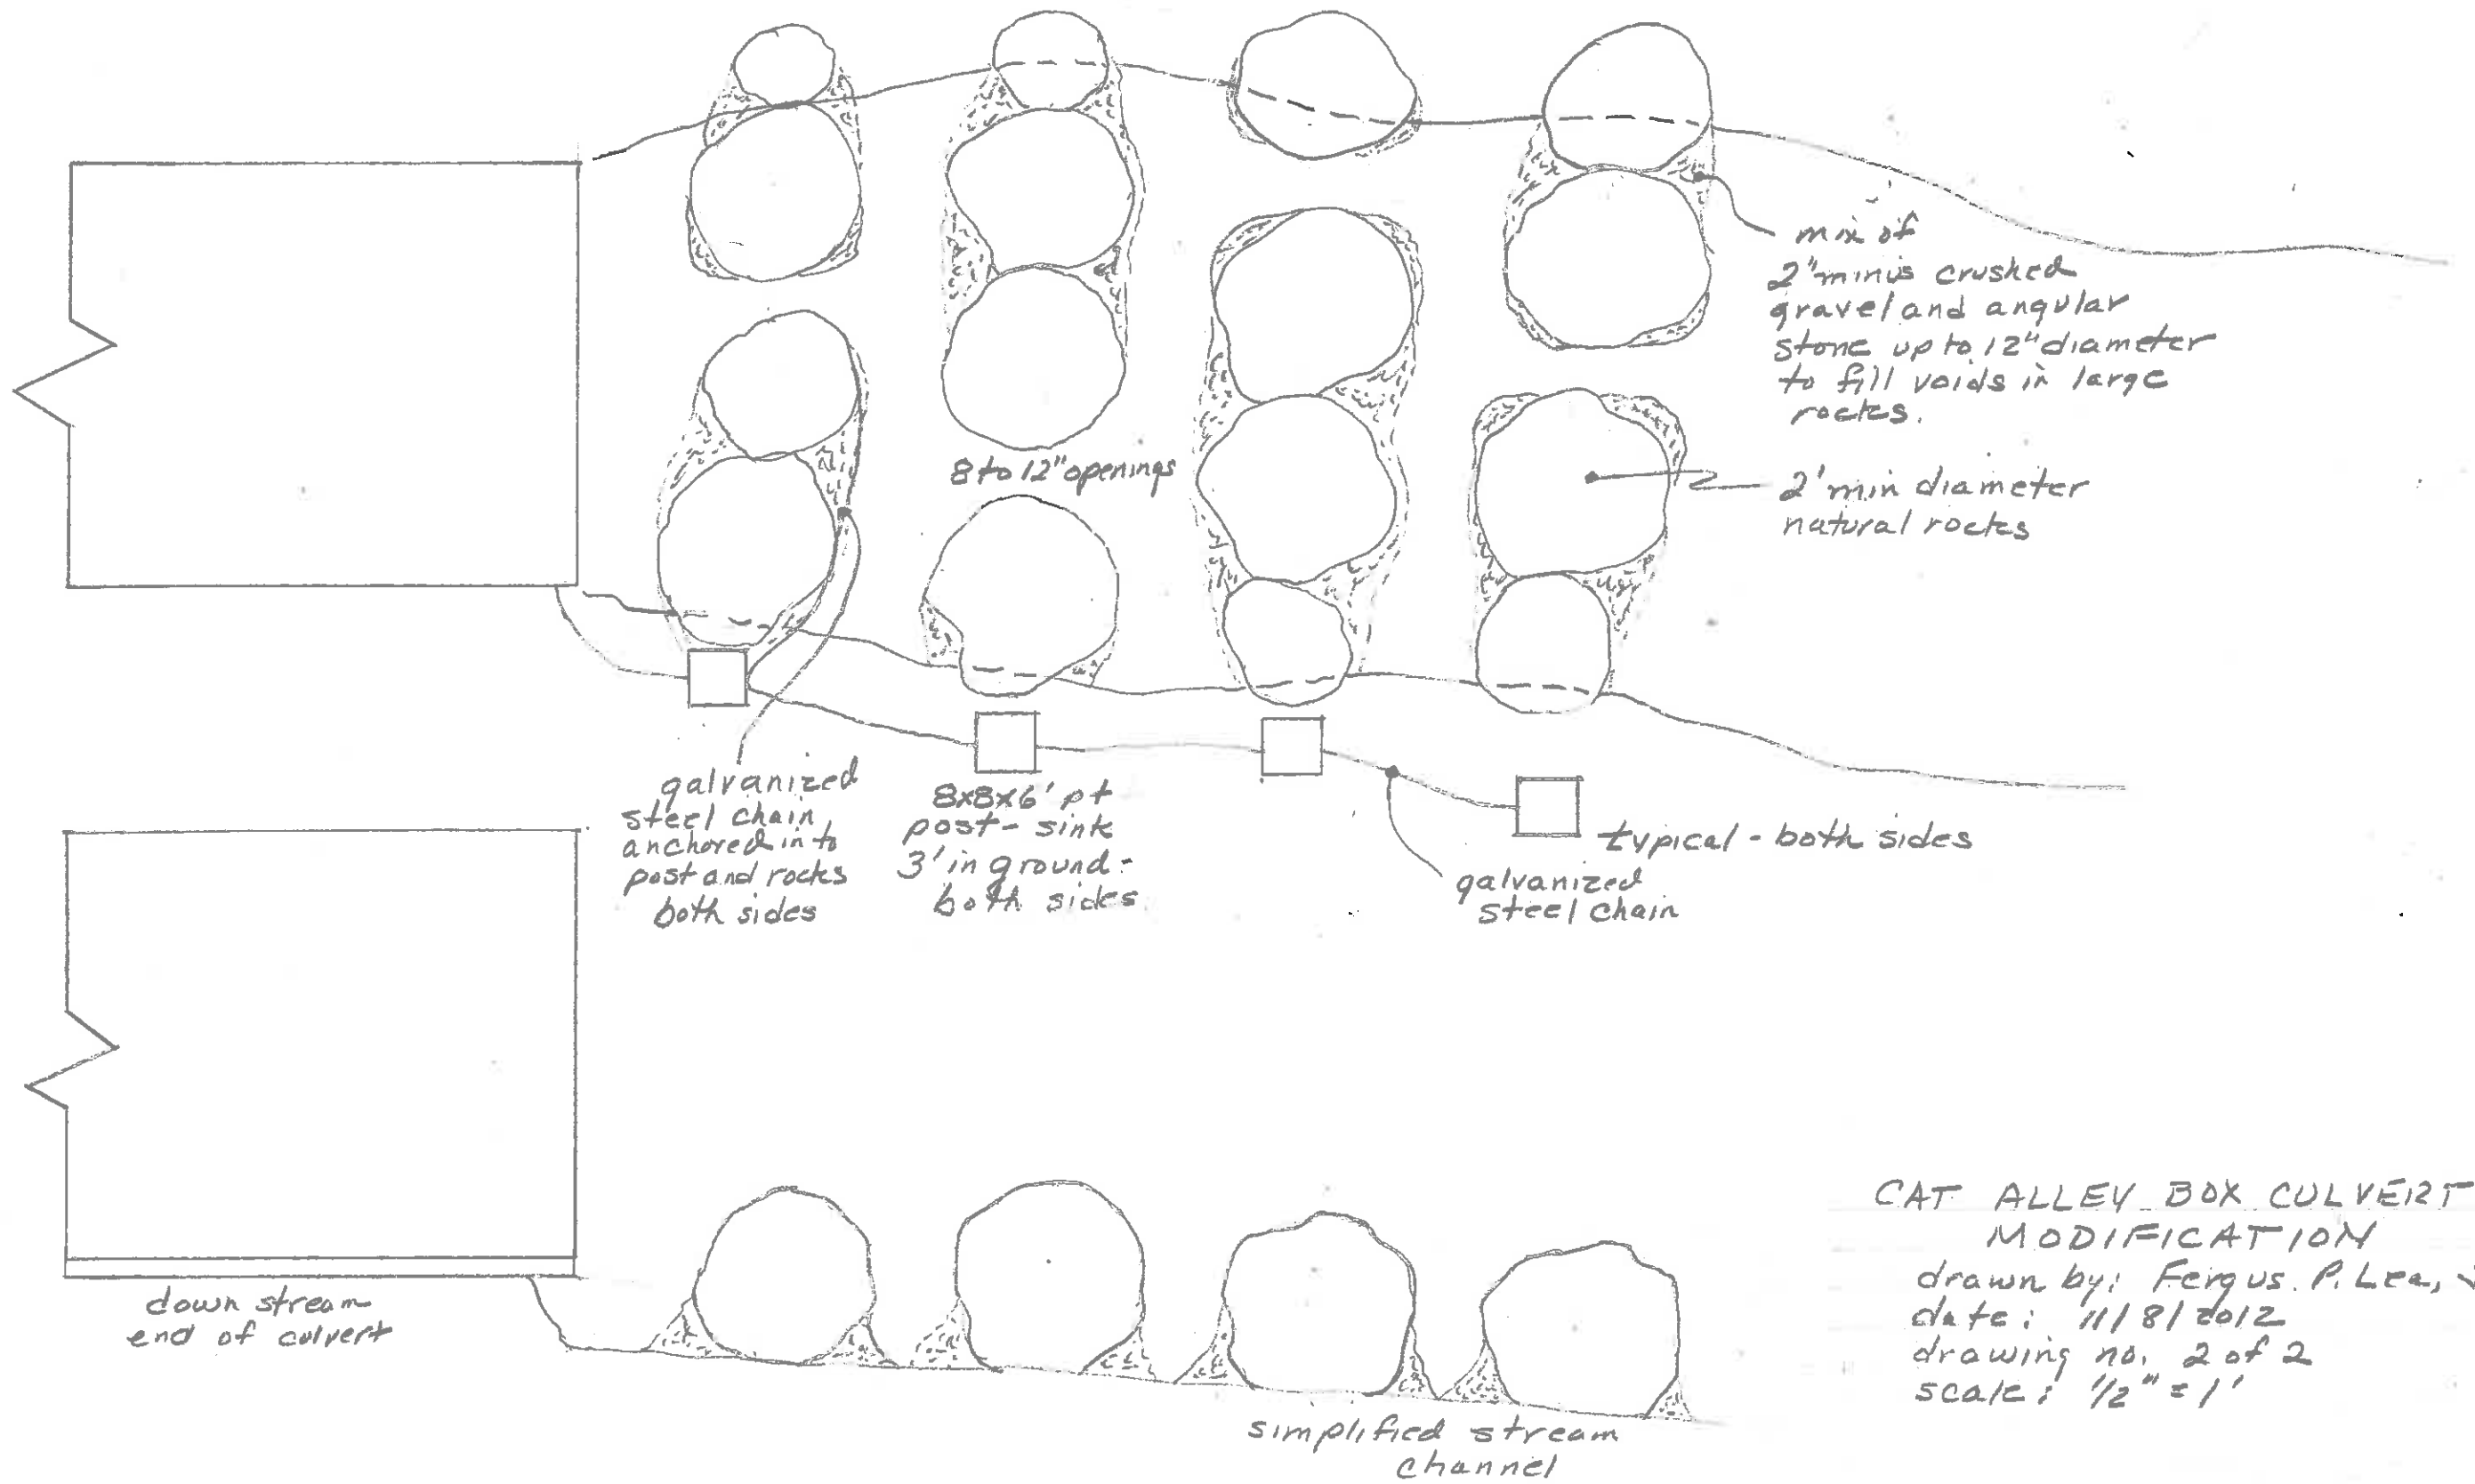 mix of
2" minus crushed
gravel and angular
stone up to 12" diameter
to fill voids in large
rocks.
8 to 12" openings
2' min diameter
natural rocks
galvanized
steel chain
anchored into
post and rocks
both sides
8x8x6' pt
post - sink
3' in ground -
both sides
typical - both sides
galvanized
steel chain
down stream
end of culvert
simplified stream
channel
CAT ALLEY BOX CULVERT
MODIFICATION
drawn by: Fergus. P. Lea,
date: 11/8/2012
drawing no. 2 of 2
scale: 1/2" = 1'